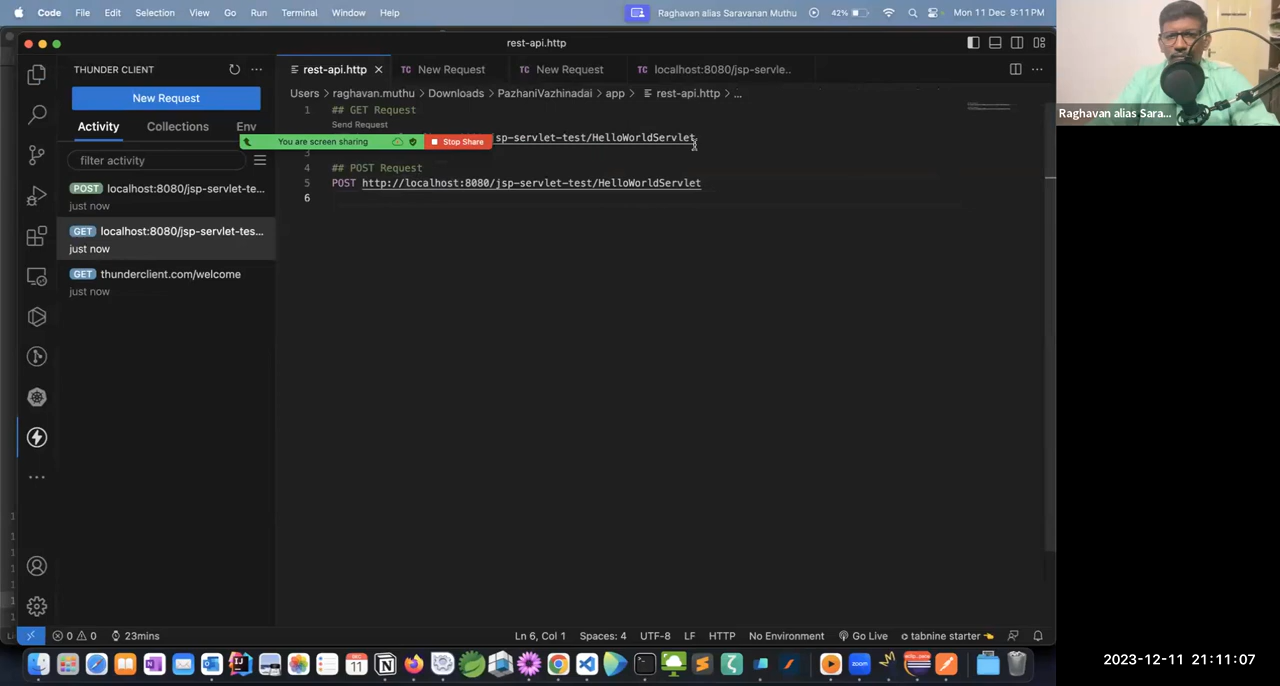 Code File Edit Selection View Go Run Terminal Window Help Raghavan alias Saravanan Muthu 42% Mon 11 Dec 9:11 PM
rest-api.http
THUNDER CLIENT
New Request
Activity Collections Env
filter activity
POST localhost:8080/jsp-servlet-te...
just now
GET localhost:8080/jsp-servlet-tes...
just now
GET thunderclient.com/welcome
just now
rest-api.http New Request New Request localhost:8080/jsp-servle..
TC TC TC
Users > raghavan.muthu > Downloads > PazhaniVazhinadai > app > rest-api.http > ...
1 ## GET Request
Send Request
You are screen sharing Stop Share
sp-servlet-test/HelloWorldServlet
3
4 ## POST Request
5 POST http://localhost:8080/jsp-servlet-test/HelloWorldServlet
6
0 0 23mins Ln 6, Col 1 Spaces: 4 UTF-8 LF HTTP No Environment Go Live tabnine starter
11
zoom
Raghavan alias Sara...
2023-12-11 21:11:07